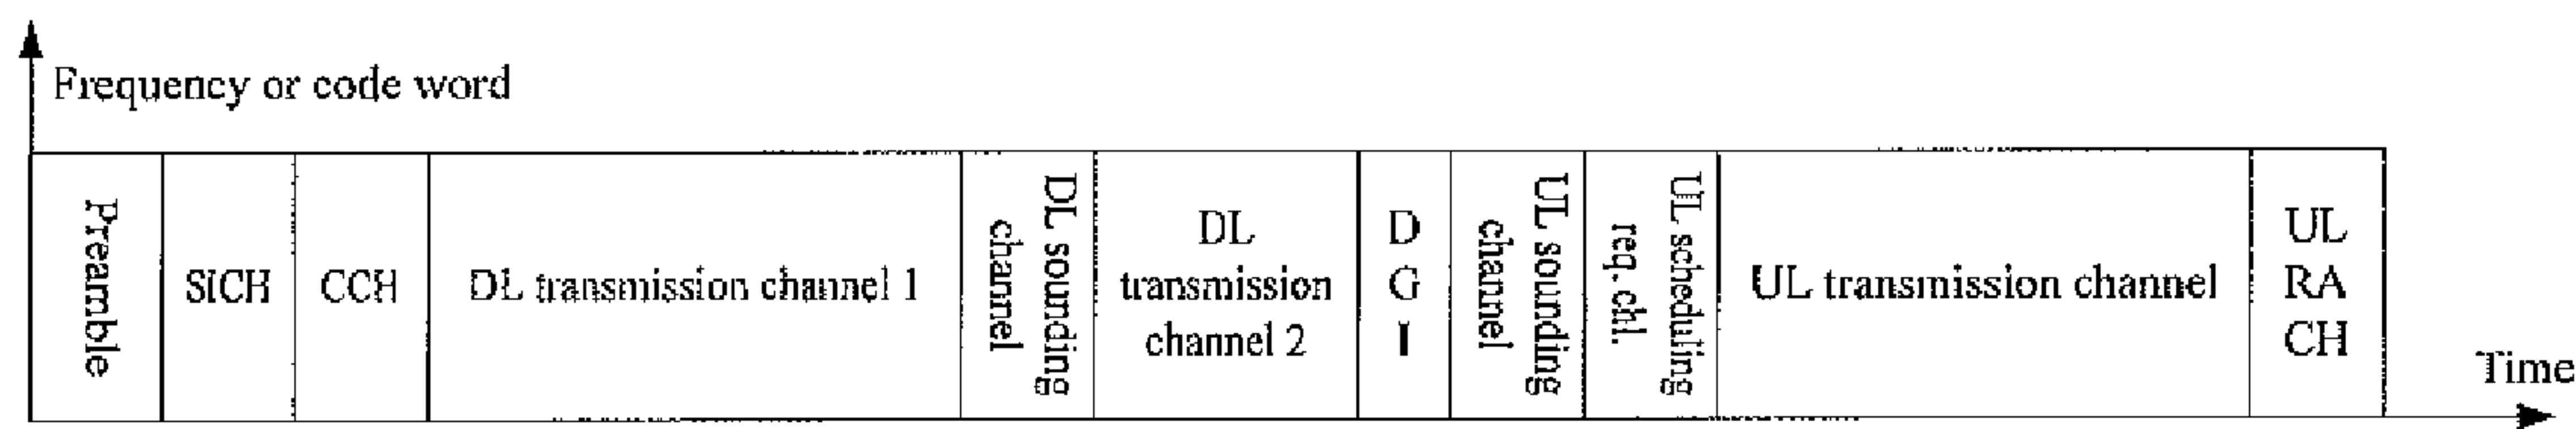 Frequency or code word
Preamble
SICH
CCH
DL transmission channel 1
DL sounding
channel
DL
transmission
channel 2
D
G
I
UL sounding
channel
UL scheduling
req. chl.
UL transmission channel
UL
RA
CH
Time